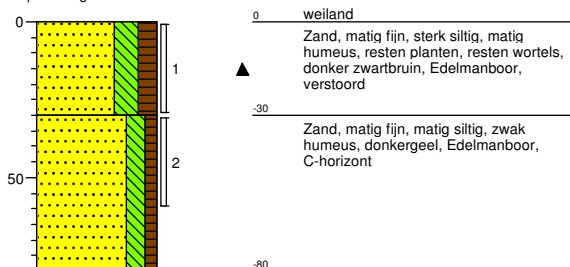 0
0
weiland
Zand, matig fijn, sterk siltig, matig
humeus, resten planten, resten wortels,
donker zwartbruin, Edelmanboor,
verstoord
1
-30
Zand, matig fijn, matig siltig, zwak
humeus, donkergeel, Edelmanboor,
C-horizont
2
50
-80